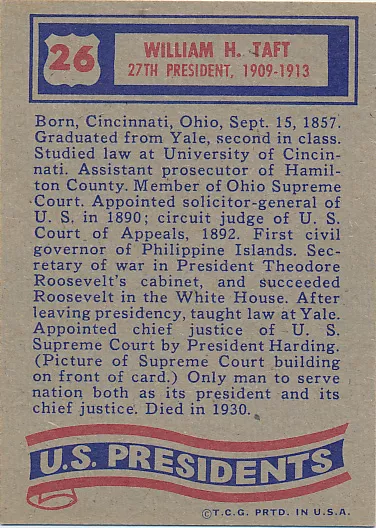 26
WILLIAM H. TAFT
27TH PRESIDENT, 1909-1913
Born, Cincinnati, Ohio, Sept. 15, 1857.
Graduated from Yale, second in class.
Studied law at University of Cincin-
nati. Assistant prosecutor of Hamil-
ton County. Member of Ohio Supreme
Court. Appointed solicitor-general of
U. S. in 1890; circuit judge of U. S.
Court of Appeals, 1892. First civil
governor of Philippine Islands. Sec-
retary of war in President Theodore
Roosevelt's cabinet, and succeeded
Roosevelt in the White House. After
leaving presidency, taught law at Yale.
Appointed chief justice of U. S.
Supreme Court by President Harding.
(Picture of Supreme Court building
on front of card.) Only man to serve
nation both as its president and its
chief justice. Died in 1930.
U.S. PRESIDENTS
©T.C.G. PRTD. IN U.S.A.